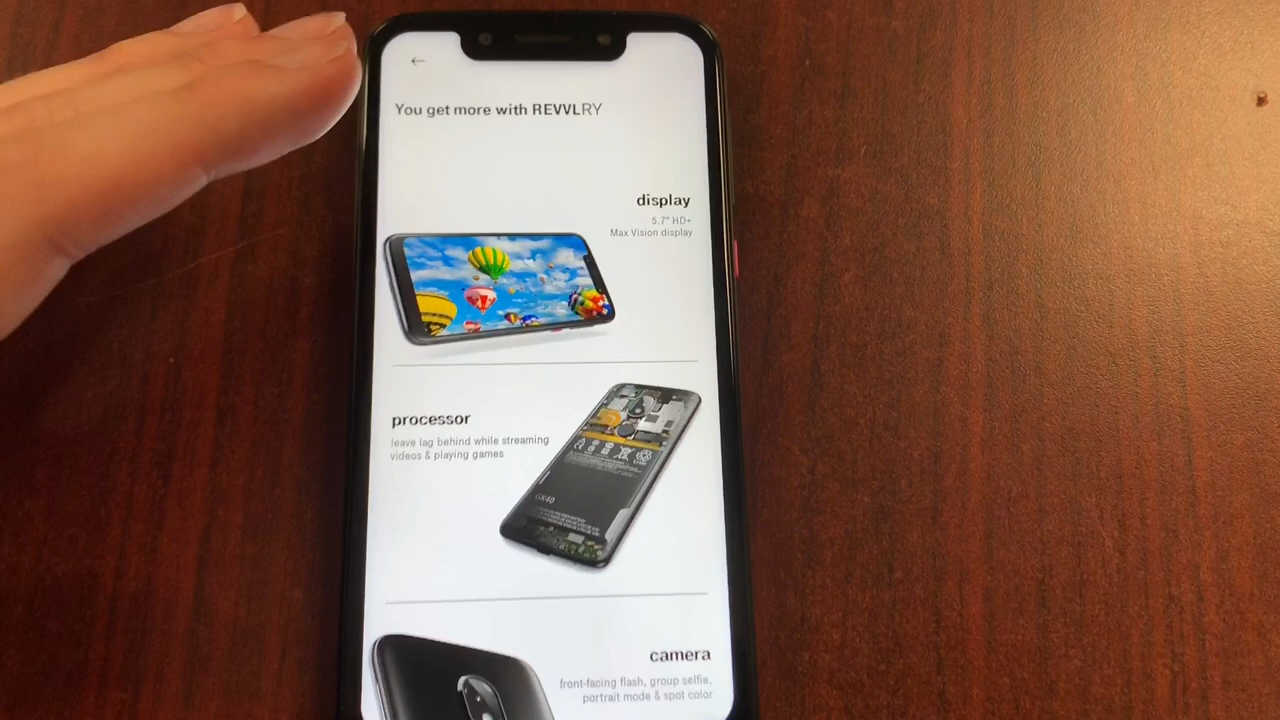 You get more with REVVLRY
display
5.7" HD+
Max Vision display
processor
leave lag behind while streaming
videos & playing games
GK40
camera
front-facing flash, group selfie,
portrait mode & spot color